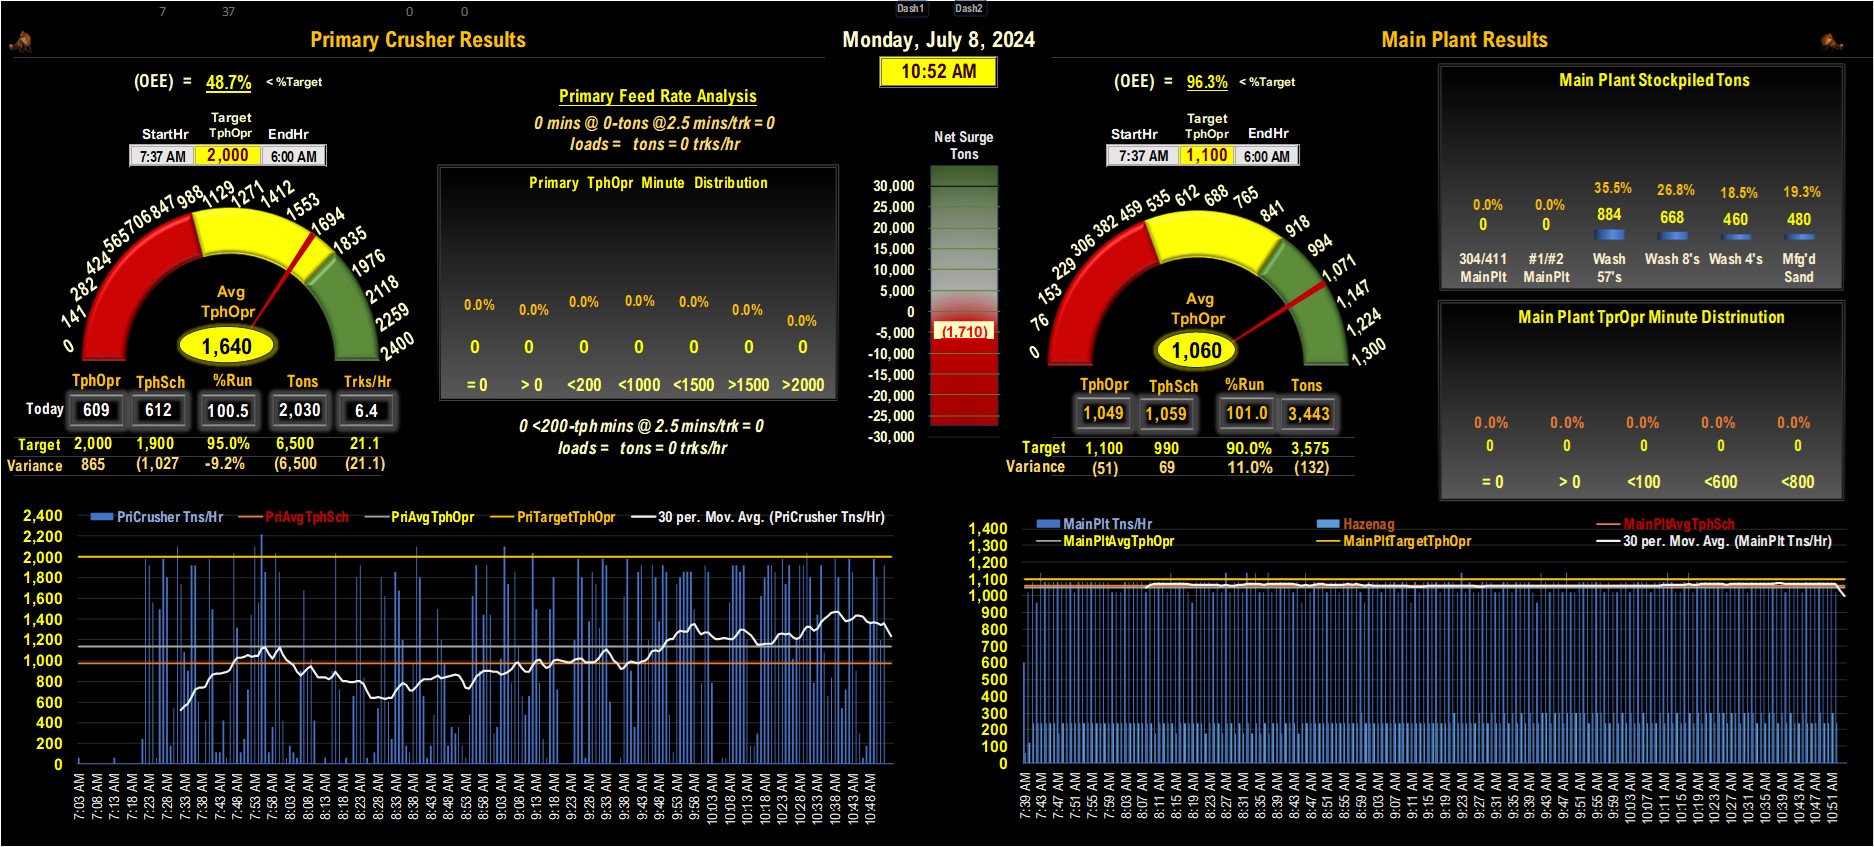 7 37 0 0 Dash1 Dash2
Primary Crusher Results
(OEE) = 48.7% < %Target
Target
StartHr TphOpr EndHr
7:37 AM 2,000 6:00 AM
0 141 282 424 565 706 847 988 1129 1271 1412 1553 1694 1835 1976 2118 2259 2400
Avg
TphOpr
1,640
TphOpr TphSch %Run Tons Trks/Hr
Today 609 612 100.5 2,030 6.4
Target 2,000 1,900 95.0% 6,500 21.1
Variance 865 (1,027 -9.2% (6,500 (21.1)
Primary Feed Rate Analysis
0 mins @ 0-tons @2.5 mins/trk = 0
loads = tons = 0 trks/hr
Primary TphOpr Minute Distribution
0.0% 0.0% 0.0% 0.0% 0.0% 0.0% 0.0%
0 0 0 0 0 0 0
= 0 > 0 <200 <1000 <1500 >1500 >2000
0 <200-tph mins @ 2.5 mins/trk = 0
loads = tons = 0 trks/hr
Monday, July 8, 2024
10:52 AM
Net Surge
Tons
30,000
25,000
20,000
15,000
10,000
5,000
0
-5,000
(1,710)
-10,000
-15,000
-20,000
-25,000
-30,000
Main Plant Results
(OEE) = 96.3% < %Target
Target
StartHr TphOpr EndHr
7:37 AM 1,100 6:00 AM
0 76 153 229 306 382 459 535 612 688 765 841 918 994 1,071 1,147 1,224 1,300
Avg
TphOpr
1,060
TphOpr TphSch %Run Tons
1,049 1,059 101.0 3,443
Target 1,100 990 90.0% 3,575
Variance (51) 69 11.0% (132)
Main Plant Stockpiled Tons
0.0% 0.0% 35.5% 26.8% 18.5% 19.3%
0 0 884 668 460 480
304/411 #1/#2 Wash Wash 8's Wash 4's Mfg'd
MainPlt MainPlt 57's Sand
Main Plant TprOpr Minute Distrinution
0.0% 0.0% 0.0% 0.0% 0.0%
0 0 0 0 0
= 0 > 0 <100 <600 <800
PriCrusher Tns/Hr PriAvgTphSch PriAvgTphOpr PriTargetTphOpr 30 per. Mov. Avg. (PriCrusher Tns/Hr)
2,400
2,200
2,000
1,800
1,600
1,400
1,200
1,000
800
600
400
200
0
7:03 AM 7:08 AM 7:13 AM 7:18 AM 7:23 AM 7:28 AM 7:33 AM 7:38 AM 7:43 AM 7:48 AM 7:53 AM 7:58 AM 8:03 AM 8:08 AM 8:13 AM 8:18 AM 8:23 AM 8:28 AM 8:33 AM 8:38 AM 8:43 AM 8:48 AM 8:53 AM 8:58 AM 9:03 AM 9:08 AM 9:13 AM 9:18 AM 9:23 AM 9:28 AM 9:33 AM 9:38 AM 9:43 AM 9:48 AM 9:53 AM 9:58 AM 10:03 AM 10:08 AM 10:13 AM 10:18 AM 10:23 AM 10:28 AM 10:33 AM 10:38 AM 10:43 AM 10:48 AM
MainPlt Tns/Hr Hazenag MainPltAvgTphSch
MainPltAvgTphOpr MainPltTargetTphOpr 30 per. Mov. Avg. (MainPlt Tns/Hr)
1,400
1,300
1,200
1,100
1,000
900
800
700
600
500
400
300
200
100
0
7:39 AM 7:43 AM 7:47 AM 7:51 AM 7:55 AM 7:59 AM 8:03 AM 8:07 AM 8:11 AM 8:15 AM 8:19 AM 8:23 AM 8:27 AM 8:31 AM 8:35 AM 8:39 AM 8:43 AM 8:47 AM 8:51 AM 8:55 AM 8:59 AM 9:03 AM 9:07 AM 9:11 AM 9:15 AM 9:19 AM 9:23 AM 9:27 AM 9:31 AM 9:35 AM 9:39 AM 9:43 AM 9:47 AM 9:51 AM 9:55 AM 9:59 AM 10:03 AM 10:07 AM 10:11 AM 10:15 AM 10:19 AM 10:23 AM 10:27 AM 10:31 AM 10:35 AM 10:39 AM 10:43 AM 10:47 AM 10:51 AM